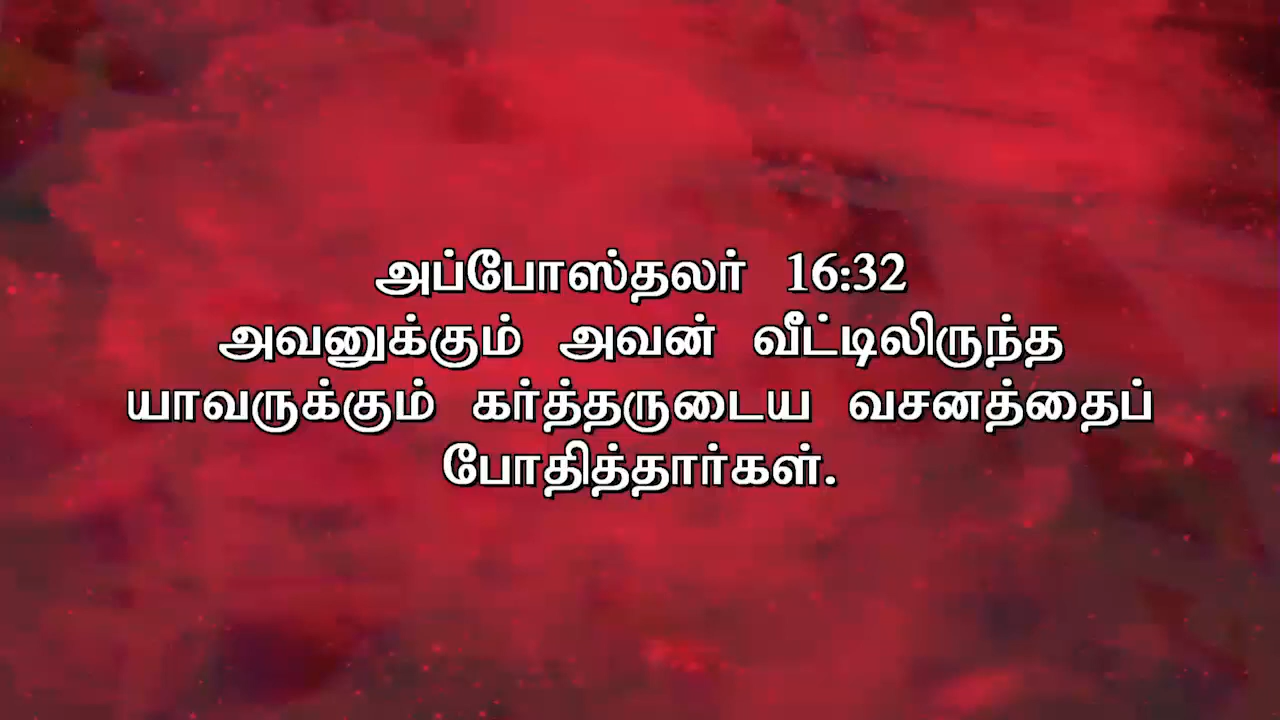 அப்போஸ்தலர் 16:32
அவனுக்கும் அவன் வீட்டிலிருந்த
யாவருக்கும் கர்த்தருடைய வசனத்தைப்
போதித்தார்கள்.